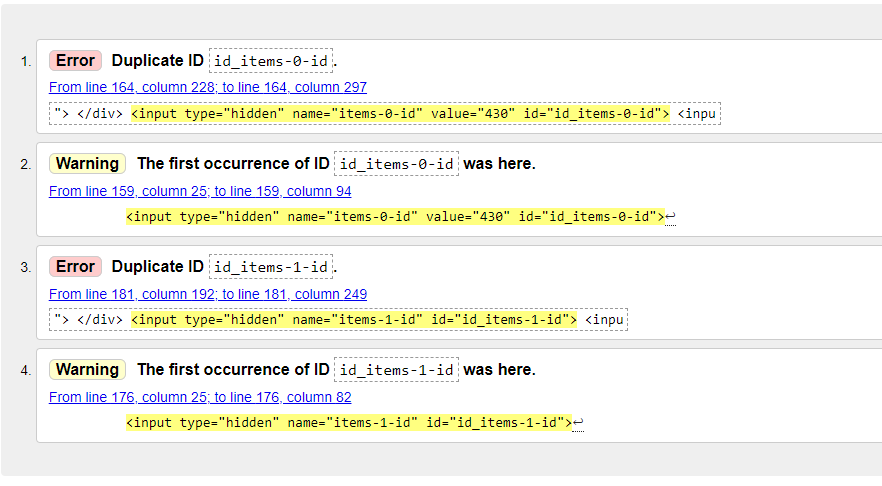 1. Error Duplicate ID id_items-0-id.
From line 164, column 228; to line 164, column 297
"> </div> <input type="hidden" name="items-0-id" value="430" id="id_items-0-id"> <inpu
2. Warning The first occurrence of ID id_items-0-id was here.
From line 159, column 25; to line 159, column 94
<input type="hidden" name="items-0-id" value="430" id="id_items-0-id">↩
3. Error Duplicate ID id_items-1-id.
From line 181, column 192; to line 181, column 249
"> </div> <input type="hidden" name="items-1-id" id="id_items-1-id"> <inpu
4. Warning The first occurrence of ID id_items-1-id was here.
From line 176, column 25; to line 176, column 82
<input type="hidden" name="items-1-id" id="id_items-1-id">↩